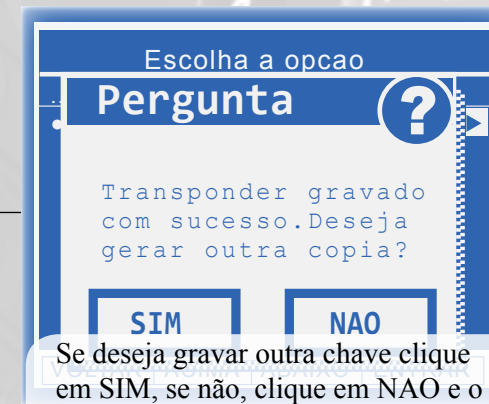 Escolha a opcao
Pergunta
?
Transponder gravado
com sucesso.Deseja
gerar outra copia?
SIM NAO
Se deseja gravar outra chave clique
em SIM, se não, clique em NAO e o